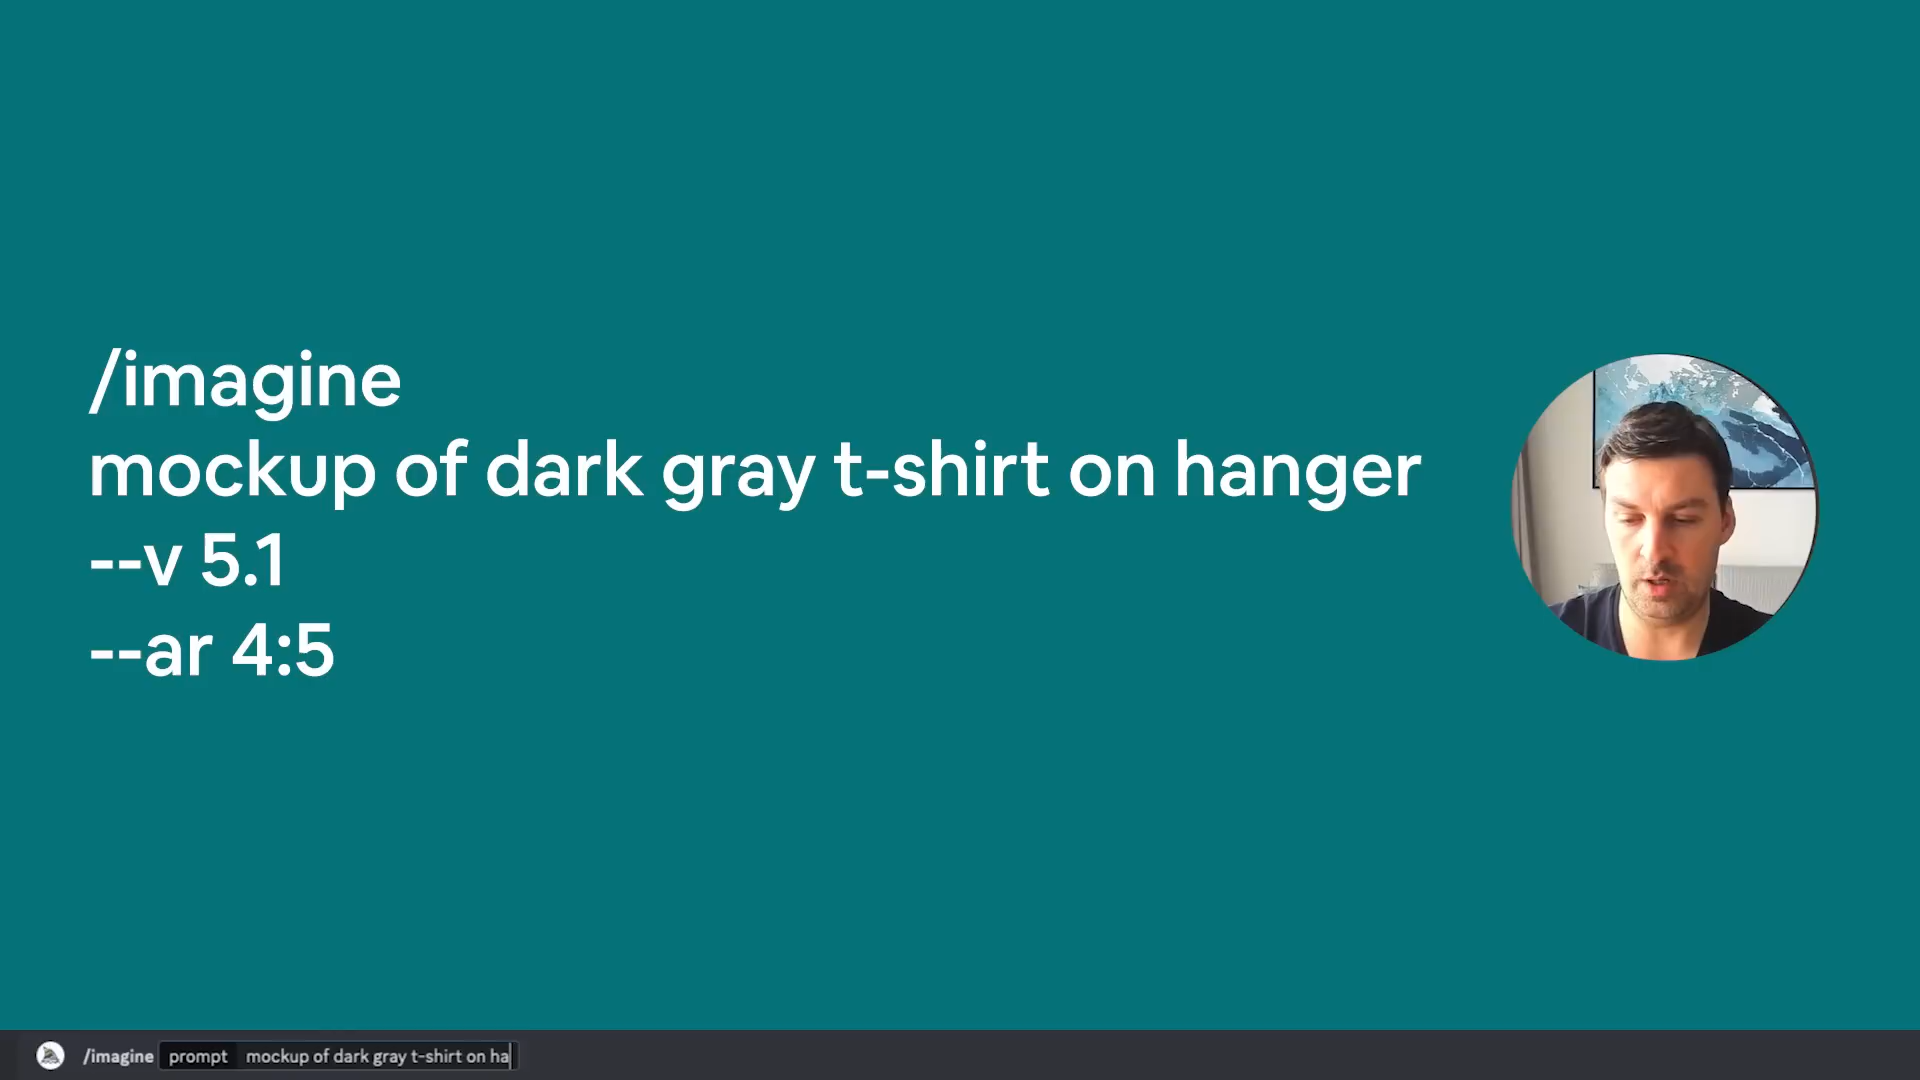 /imagine
mockup of dark gray t-shirt on hanger
--v 5.1
--ar 4:5
/imagine prompt mockup of dark gray t-shirt on ha